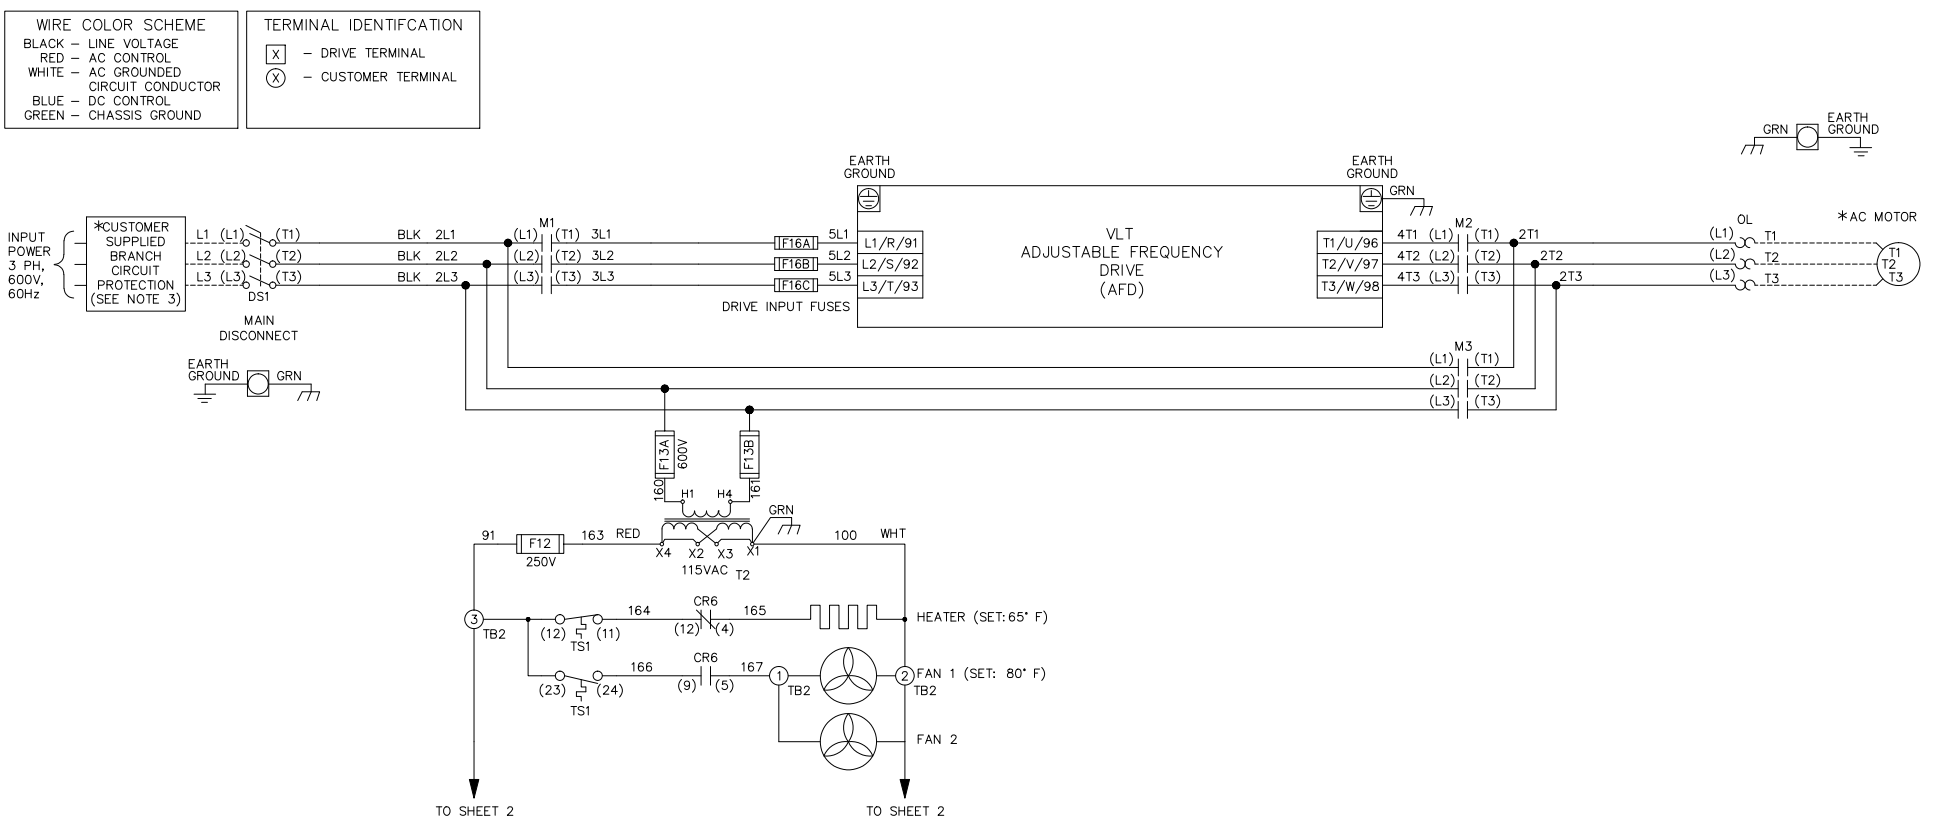 WIRE COLOR SCHEME
BLACK – LINE VOLTAGE
RED – AC CONTROL
WHITE – AC GROUNDED
CIRCUIT CONDUCTOR
BLUE – DC CONTROL
GREEN – CHASSIS GROUND
TERMINAL IDENTIFCATION
X – DRIVE TERMINAL
X – CUSTOMER TERMINAL
INPUT
POWER
3 PH,
600V,
60Hz
*CUSTOMER
SUPPLIED
BRANCH
CIRCUIT
PROTECTION
(SEE NOTE 3)
L1 (L1) (T1) BLK 2L1 (L1) M1 (T1) 3L1 F16A 5L1 L1/R/91
L2 (L2) (T2) BLK 2L2 (L2) (T2) 3L2 F16B 5L2 L2/S/92
L3 (L3) (T3) BLK 2L3 (L3) (T3) 3L3 F16C 5L3 L3/T/93
DS1
MAIN
DISCONNECT
DRIVE INPUT FUSES
EARTH
GROUND
GRN
EARTH
GROUND
VLT
ADJUSTABLE FREQUENCY
DRIVE
(AFD)
EARTH
GROUND
GRN
T1/U/96 4T1 (L1) M2 (T1) 2T1 (L1) OL T1
T2/V/97 4T2 (L2) (T2) 2T2 (L2) T2
T3/W/98 4T3 (L3) (T3) 2T3 (L3) T3
GRN
EARTH
GROUND
*AC MOTOR
T1
T2
T3
M3
(L1) (T1)
(L2) (T2)
(L3) (T3)
F13A
600V
F13B
160
161
H1 H4
GRN
91 F12 163 RED
250V
X4 X2 X3 X1
115VAC T2
100 WHT
3
TB2
(12) (11)
TS1
164
CR6
(12) (4)
165
HEATER (SET:65° F)
(23) (24)
TS1
166
CR6
(9) (5)
167
1
TB2
2
TB2
FAN 1 (SET: 80° F)
FAN 2
TO SHEET 2
TO SHEET 2